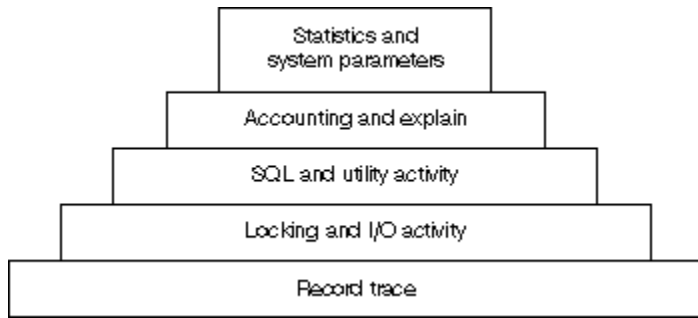 Statistics and
system parameters
Accounting and explain
SQL and utility activity
Locking and I/O activity
Record trace